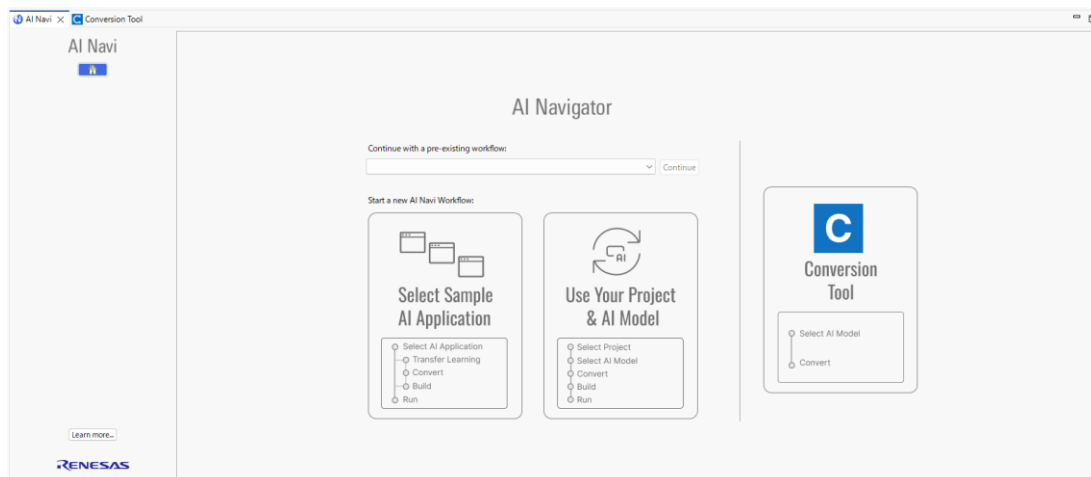 AI Navi
Conversion Tool
AI Navi
AI Navigator
Continue with a pre-existing workflow:
Continue
Start a new AI Navi Workflow:
Select Sample
AI Application
Select AI Application
Transfer Learning
Convert
Build
Run
AI
Use Your Project
& AI Model
Select Project
Select AI Model
Convert
Build
Run
C
Conversion
Tool
Select AI Model
Convert
Learn more...
RENESAS